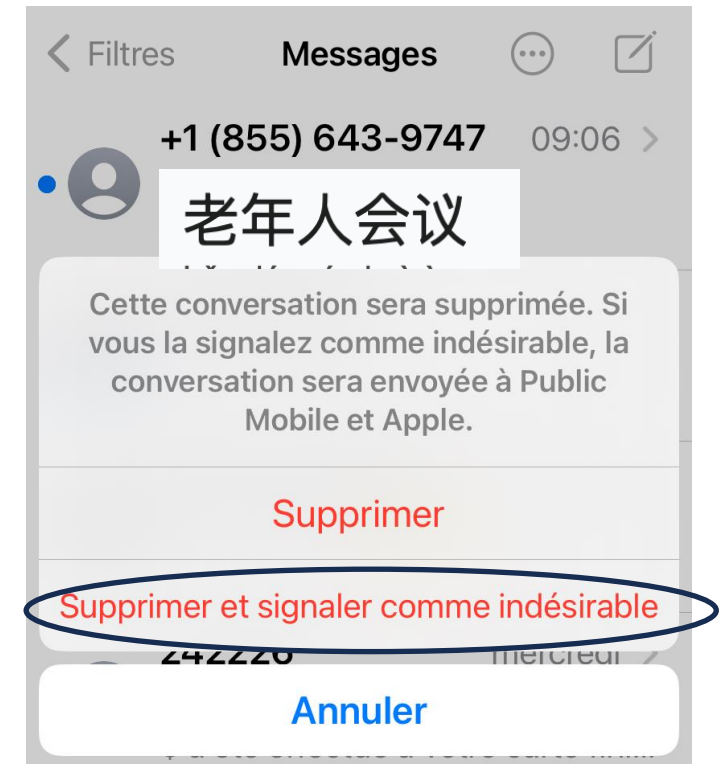 Filtres
Messages
+1 (855) 643-9747
09:06
老年人会议
Cette conversation sera supprimée. Si
vous la signalez comme indésirable, la
conversation sera envoyée à Public
Mobile et Apple.
Supprimer
Supprimer et signaler comme indésirable
242226
mercredi
Annuler